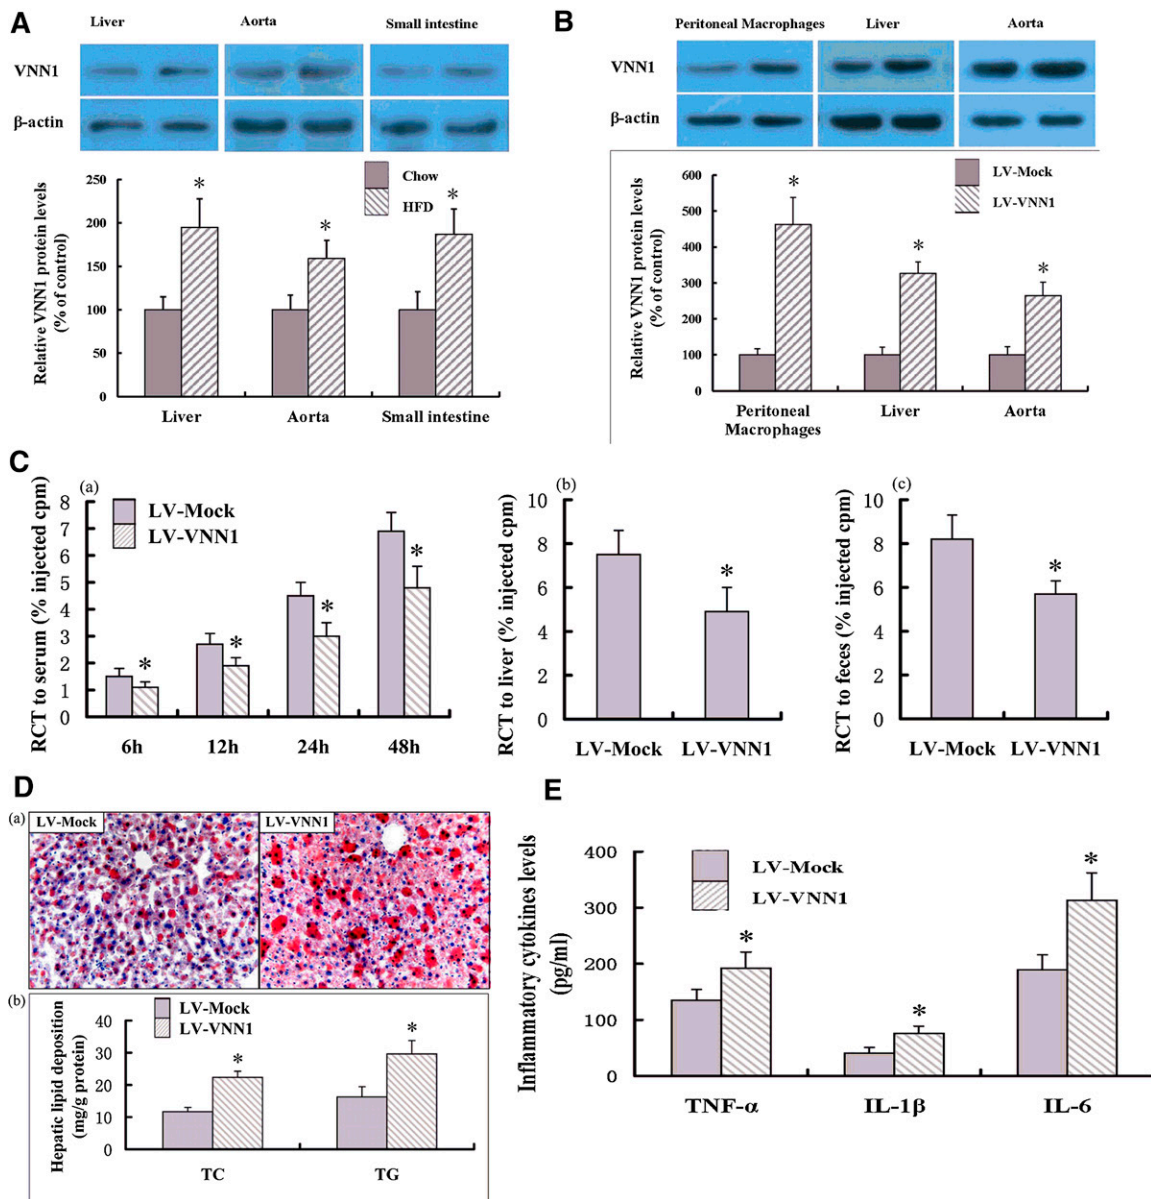 A
Liver Aorta Small intestine
VNN1
β-actin
Chow
HFD
Relative VNN1 protein levels
(% of control)
250
200
150
100
50
0
* * *
Liver Aorta Small intestine
B
Peritoneal Macrophages Liver Aorta
VNN1
β-actin
LV-Mock
LV-VNN1
Relative VNN1 protein levels
(% of control)
600
500
400
300
200
100
0
* * *
Peritoneal Liver Aorta
Macrophages
C
(a)
LV-Mock
LV-VNN1
RCT to serum (% injected cpm)
8
7
6
5
4
3
2
1
0
* * * *
6h 12h 24h 48h
(b)
RCT to liver (% injected cpm)
10
8
6
4
2
0
*
LV-Mock LV-VNN1
(c)
RCT to feces (% injected cpm)
10
8
6
4
2
0
*
LV-Mock LV-VNN1
D
(a)
LV-Mock LV-VNN1
(b)
LV-Mock
LV-VNN1
Hepatic lipid deposition
(mg/g protein)
40
30
20
10
0
* *
TC TG
E
LV-Mock
LV-VNN1
Inflammatory cytokines levels
(pg/ml)
400
300
200
100
0
* * *
TNF-α IL-1β IL-6